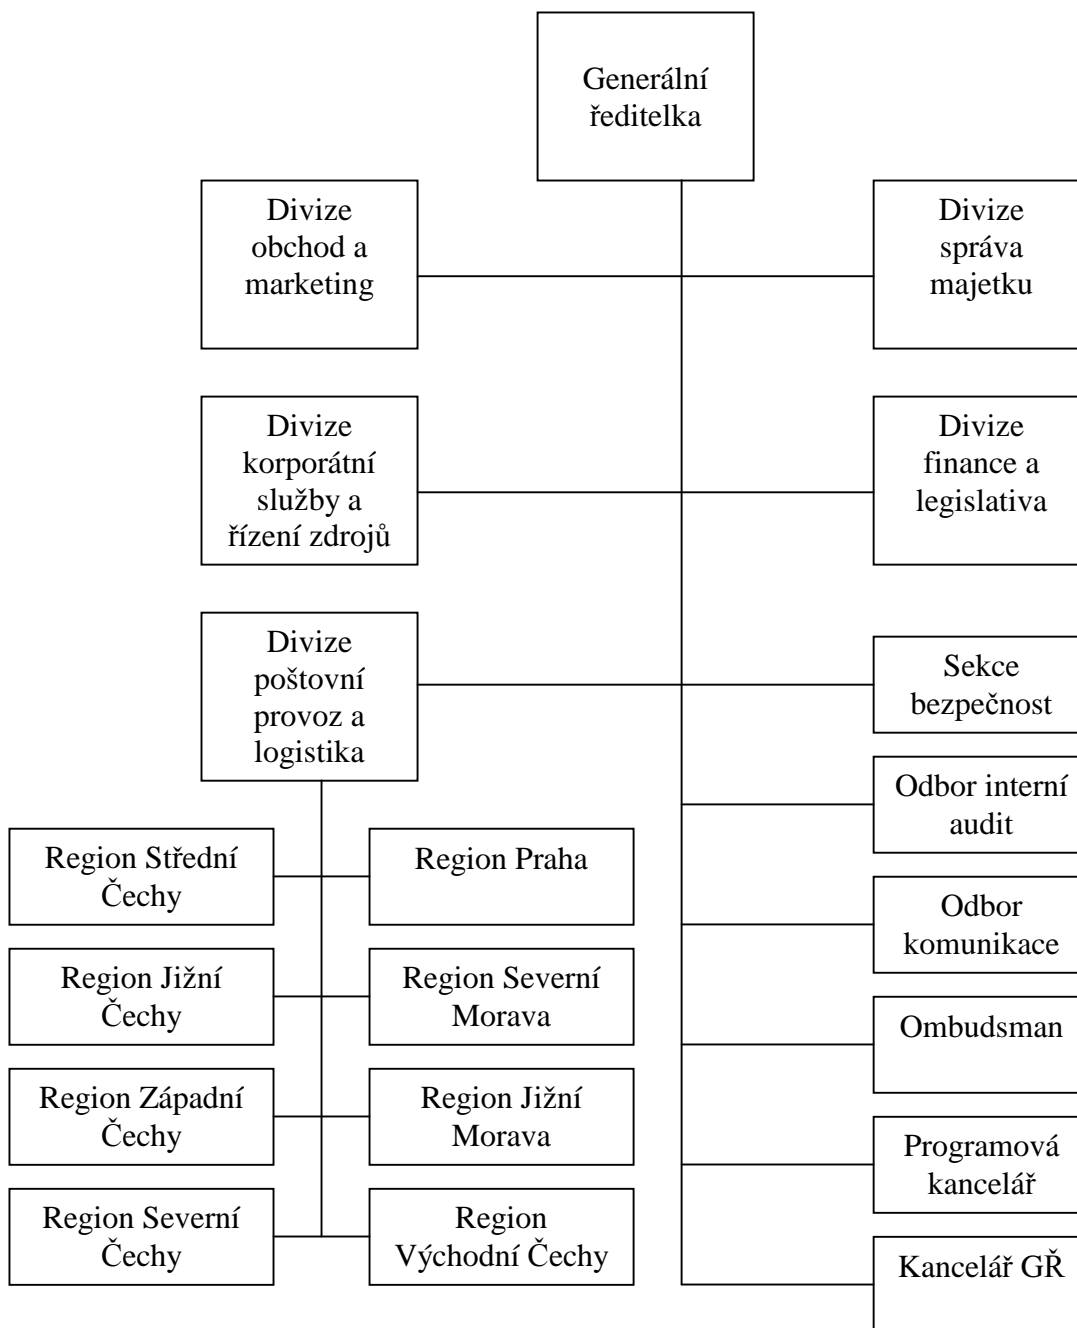 Generální
ředitelka
Divize
obchod a
marketing
Divize
správa
majetku
Divize
korporátní
služby a
řízení zdrojů
Divize
finance a
legislativa
Divize
poštovní
provoz a
logistika
Sekce
bezpečnost
Odbor interní
audit
Region Střední
Čechy
Region Praha
Odbor
komunikace
Region Jižní
Čechy
Region Severní
Morava
Ombudsman
Region Západní
Čechy
Region Jižní
Morava
Programová
kancelář
Region Severní
Čechy
Region
Východní Čechy
Kancelář GŘ